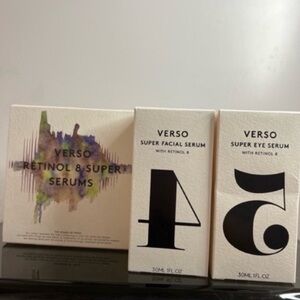 VERSO
RETINOL 8 SUPER
SERUMS
VERSO
SUPER FACIAL SERUM
WITH RETINOL 8
4
30ML 1FL.OZ
VERSO
SUPER EYE SERUM
WITH RETINOL 8
5
30ML 1FL.OZ